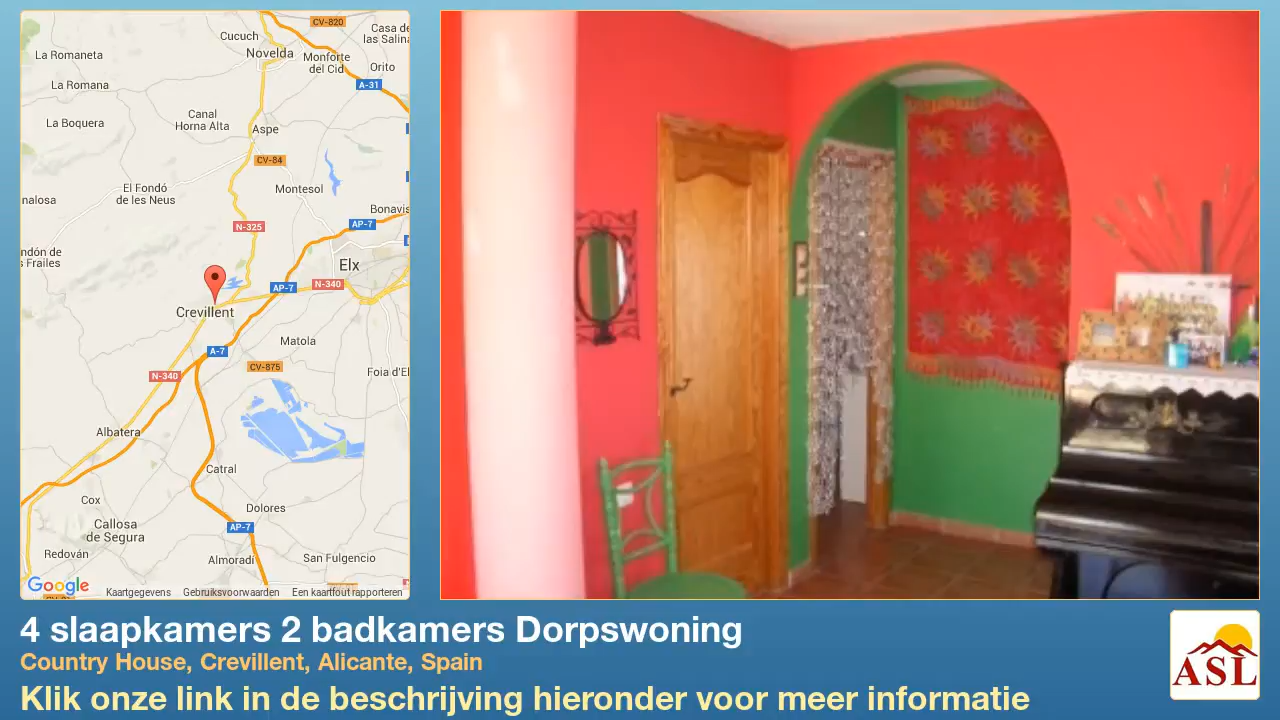 CV-820
Cucuch
Casa de
las Salina
Novelda
Monforte
del Cid
Orito
La Romaneta
La Romana
A-31
Canal
Horna Alta
La Boquera
Aspe
CV-84
El Fondó
de les Neus
Montesol
nalosa
Bonavis
N-325
AP-7
ndón de
s Frailes
Elx
AP-7
N-340
Crevillent
Matola
A-7
CV-875
N-340
Foia d'El
Albatera
Catral
Cox
Dolores
Callosa
de Segura
AP-7
Redován
Almoradí
San Fulgencio
Google
Kaartgegevens
Gebruiksvoorwaarden
Een kaartfout rapporteren
4 slaapkamers 2 badkamers Dorpswoning
Country House, Crevillent, Alicante, Spain
Klik onze link in de beschrijving hieronder voor meer informatie
ASL